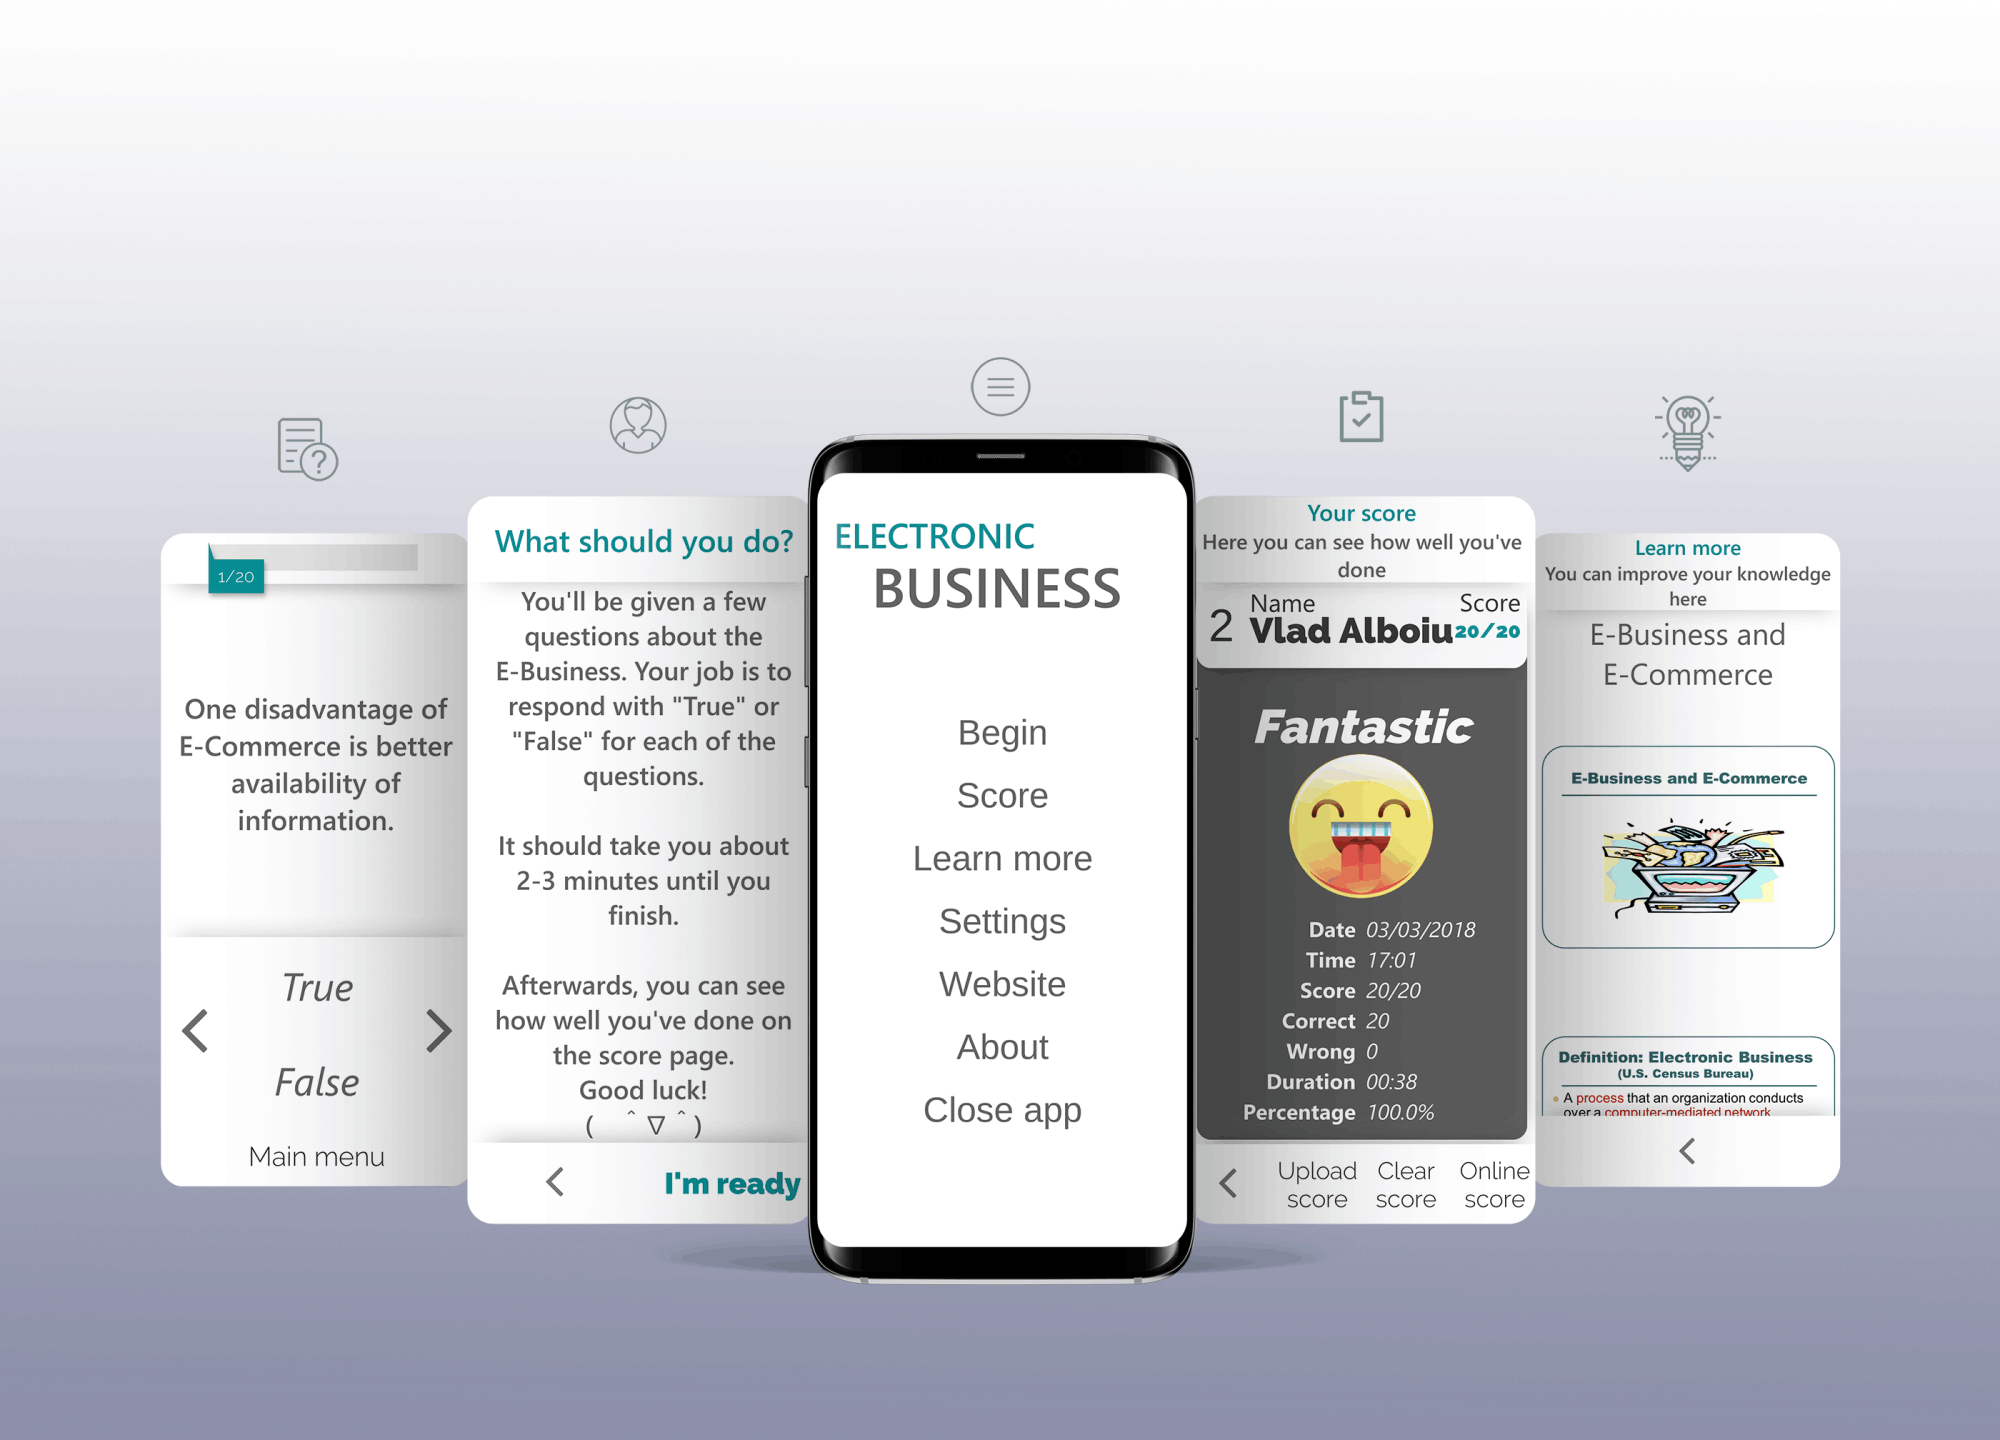 1/20
One disadvantage of
E-Commerce is better
availability of
information.
True
False
Main menu
What should you do?
You'll be given a few
questions about the
E-Business. Your job is to
respond with "True" or
"False" for each of the
questions.
It should take you about
2-3 minutes until you
finish.
Afterwards, you can see
how well you've done on
the score page.
Good luck!
( ˆ ∇ ˆ )
I'm ready
ELECTRONIC
BUSINESS
Begin
Score
Learn more
Settings
Website
About
Close app
Your score
Here you can see how well you've
done
2 Name Score
Vlad Alboiu 20/20
Fantastic
Date 03/03/2018
Time 17:01
Score 20/20
Correct 20
Wrong 0
Duration 00:38
Percentage 100.0%
Upload score
Clear score
Online score
Learn more
You can improve your knowledge
here
E-Business and
E-Commerce
E-Business and E-Commerce
Definition: Electronic Business
(U.S. Census Bureau)
A process that an organization conducts
over a computer-mediated network